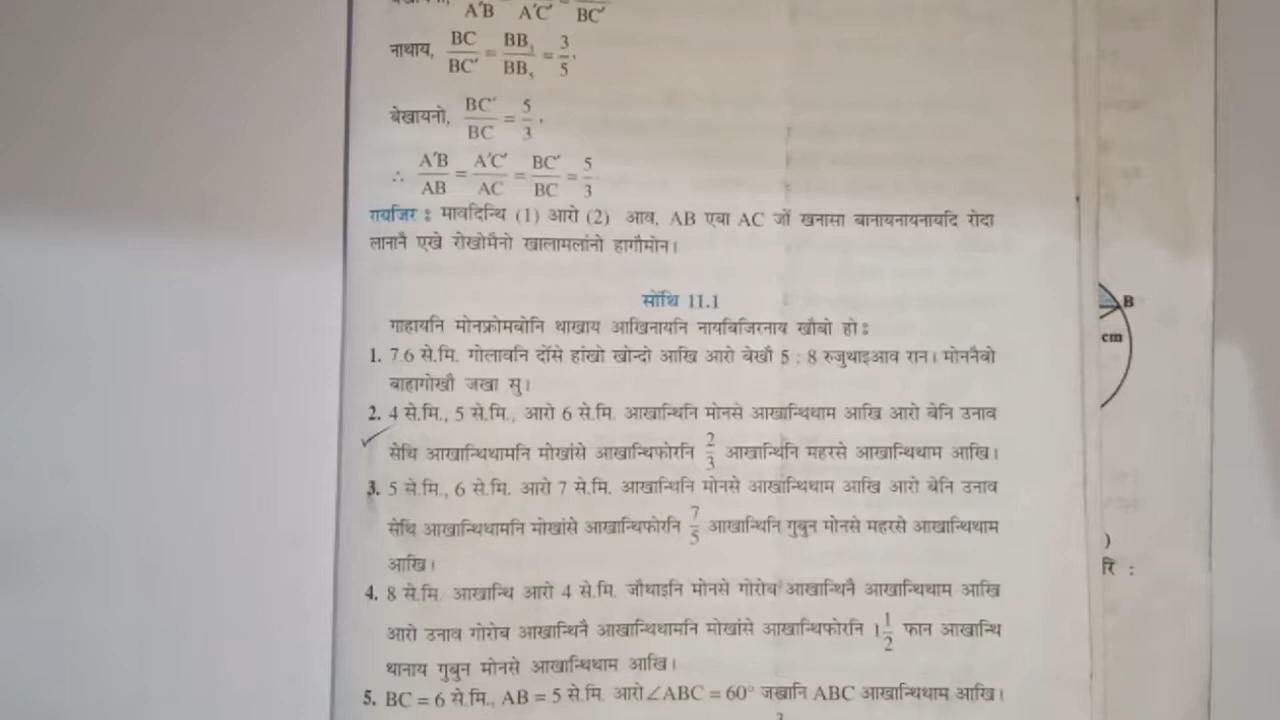 A′B A′C′ BC′
नाथाय, BC/BC′ = BB₃/BB₅ = 3/5,
बेखायनो, BC′/BC = 5/3,
∴ A′B/AB = A′C′/AC = BC′/BC = 5/3.
रायजिर : मावदिन्थि (1) आरो (2) आव, AB एबा AC जों खनासा बानायनायनायदि रोदा
लानानै एखे रोखोमैनो खालामलांनो हागौमोन।
सोंथि 11.1
गाहायनि मोनफ्रोमबोनि थाखाय आखिनायनि नायबिजिरनाय खौबो हो :
1. 7.6 से.मि. गोलावनि दोंसे हांखो खोन्दो आखि आरो बेखौ 5 : 8 रुजुथाइआव रान। मोननैबो
बाहागोखौ जखा सु।
2. 4 से.मि., 5 से.मि., आरो 6 से.मि. आखान्थिनि मोनसे आखान्थिथाम आखि आरो बेनि उनाव
सेथि आखान्थिथामनि मोखांसे आखान्थिफोरनि 2/3 आखान्थिनि महरसे आखान्थिथाम आखि।
3. 5 से.मि., 6 से.मि. आरो 7 से.मि. आखान्थिनि मोनसे आखान्थिथाम आखि आरो बेनि उनाव
सेथि आखान्थिथामनि मोखांसे आखान्थिफोरनि 7/5 आखान्थिनि गुबुन मोनसे महरसे आखान्थिथाम
आखि।
4. 8 से.मि. आखान्थि आरो 4 से.मि. जौथाइनि मोनसे गोरोब आखान्थिनै आखान्थिथाम आखि
आरो उनाव गोरोब आखान्थिनै आखान्थिथामनि मोखांसे आखान्थिफोरनि 1 1/2 फान आखान्थि
थानाय गुबुन मोनसे आखान्थिथाम आखि।
5. BC = 6 से.मि., AB = 5 से.मि. आरो ∠ABC = 60° जखानि ABC आखान्थिथाम आखि।
B
cm
)
रि :